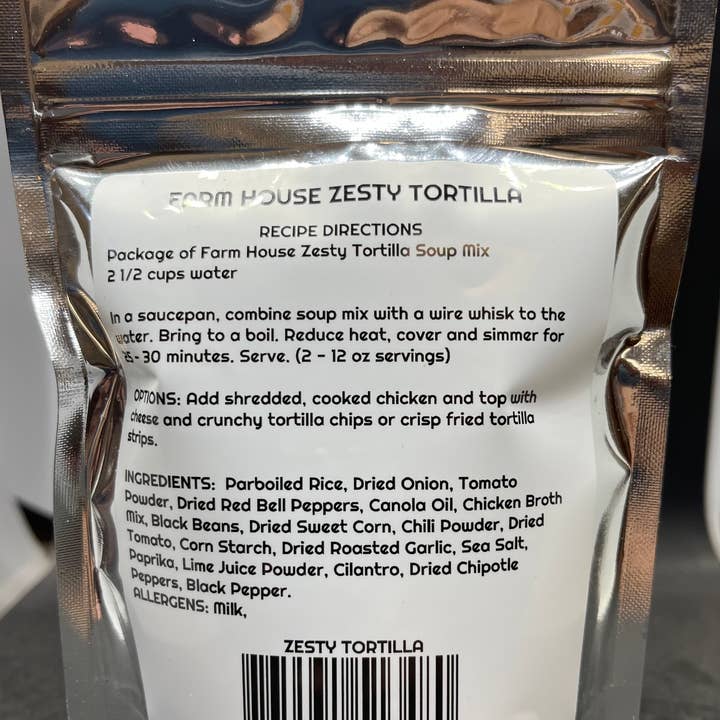 FARM HOUSE ZESTY TORTILLA
RECIPE DIRECTIONS
Package of Farm House Zesty Tortilla Soup Mix
2 1/2 cups water
In a saucepan, combine soup mix with a wire whisk to the
water. Bring to a boil. Reduce heat, cover and simmer for
- 30 minutes. Serve. (2 – 12 oz servings)
OPTIONS: Add shredded, cooked chicken and top with
cheese and crunchy tortilla chips or crisp fried tortilla
strips.
INGREDIENTS: Parboiled Rice, Dried Onion, Tomato
Powder, Dried Red Bell Peppers, Canola Oil, Chicken Broth
Mix, Black Beans, Dried Sweet Corn, Chili Powder, Dried
Tomato, Corn Starch, Dried Roasted Garlic, Sea Salt,
Paprika, Lime Juice Powder, Cilantro, Dried Chipotle
Peppers, Black Pepper.
ALLERGENS: Milk,
ZESTY TORTILLA